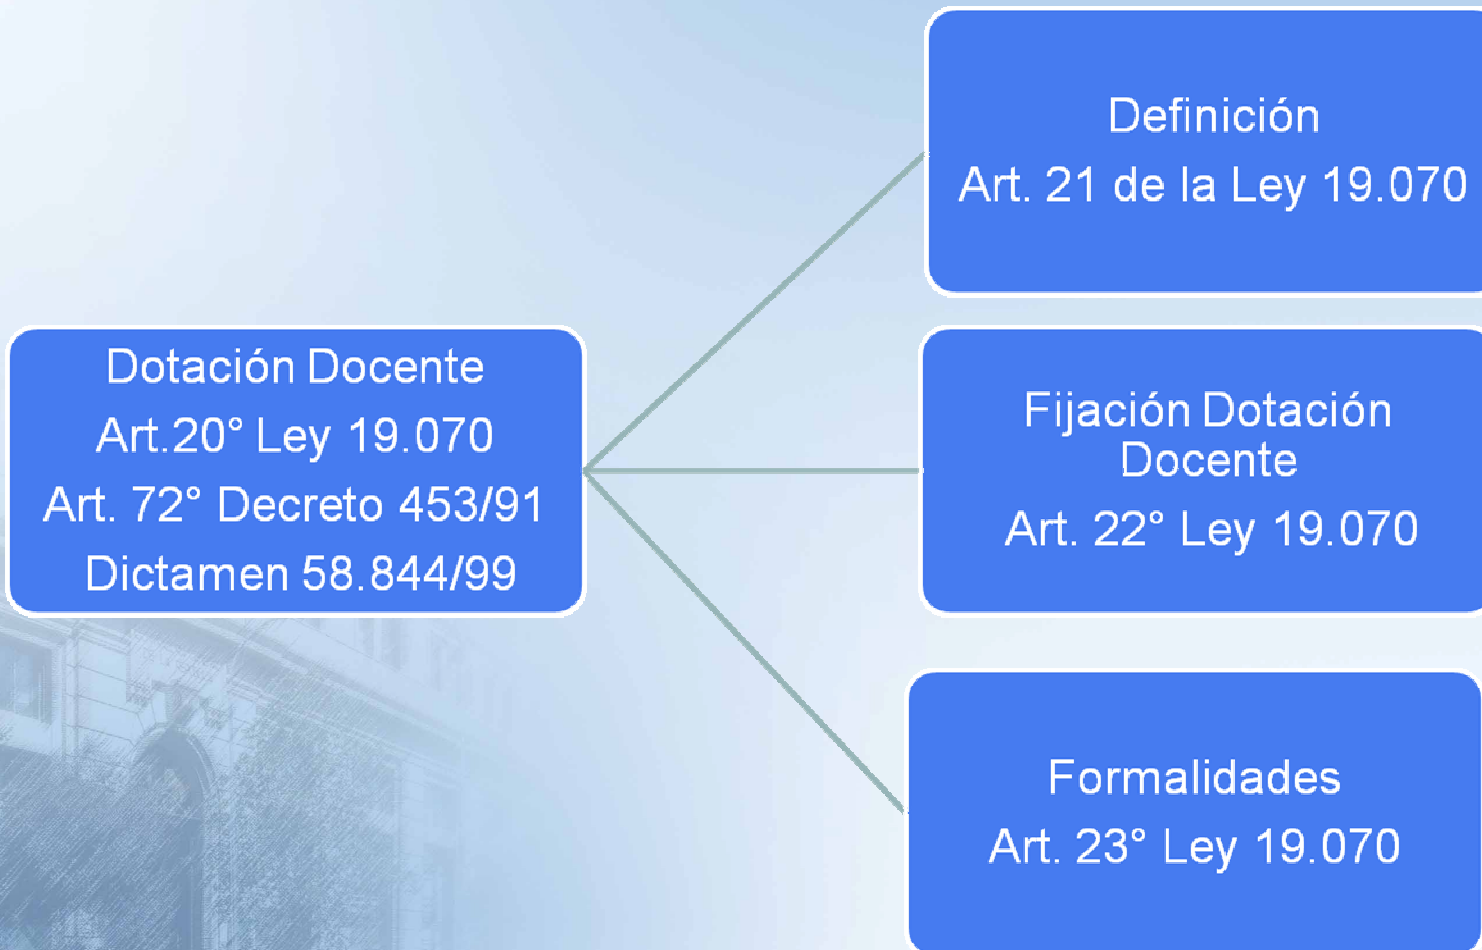 Dotación Docente
Art.20° Ley 19.070
Art. 72° Decreto 453/91
Dictamen 58.844/99
Definición
Art. 21 de la Ley 19.070
Fijación Dotación
Docente
Art. 22° Ley 19.070
Formalidades
Art. 23° Ley 19.070